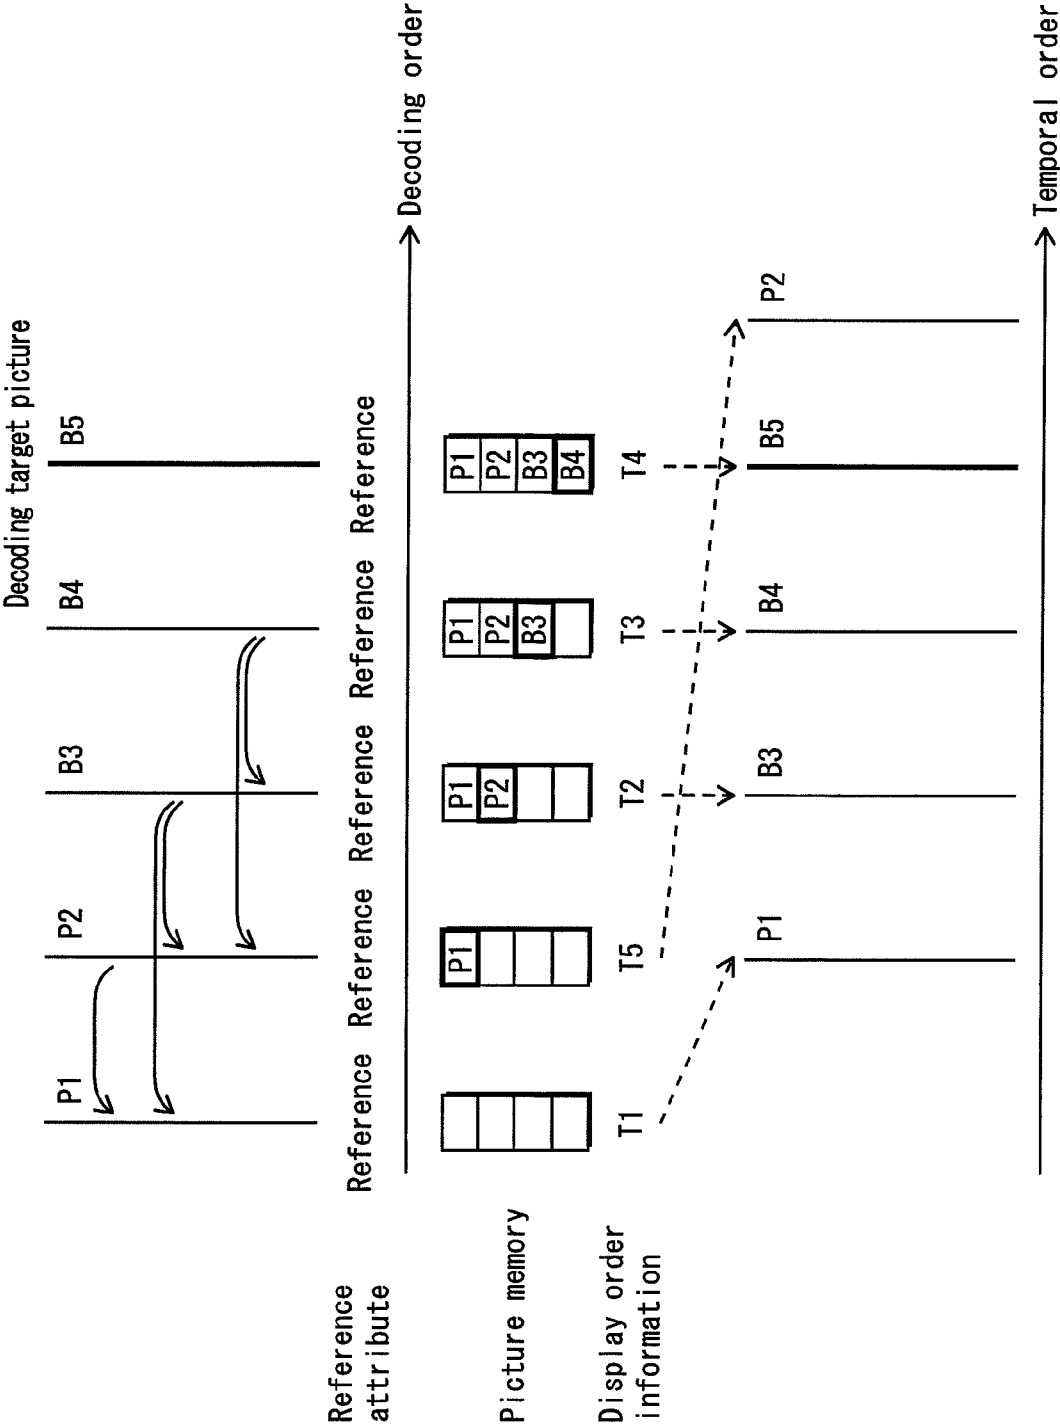 Decoding target picture
P1 P2 B3 B4 B5
Reference attribute
Reference Reference Reference Reference Reference
Decoding order
Picture memory
P1
P1 P2
P1 P2 B3
P1 P2 B3 B4
Display order information
T1 T5 T2 T3 T4
P1 B3 B4 B5 P2
Temporal order